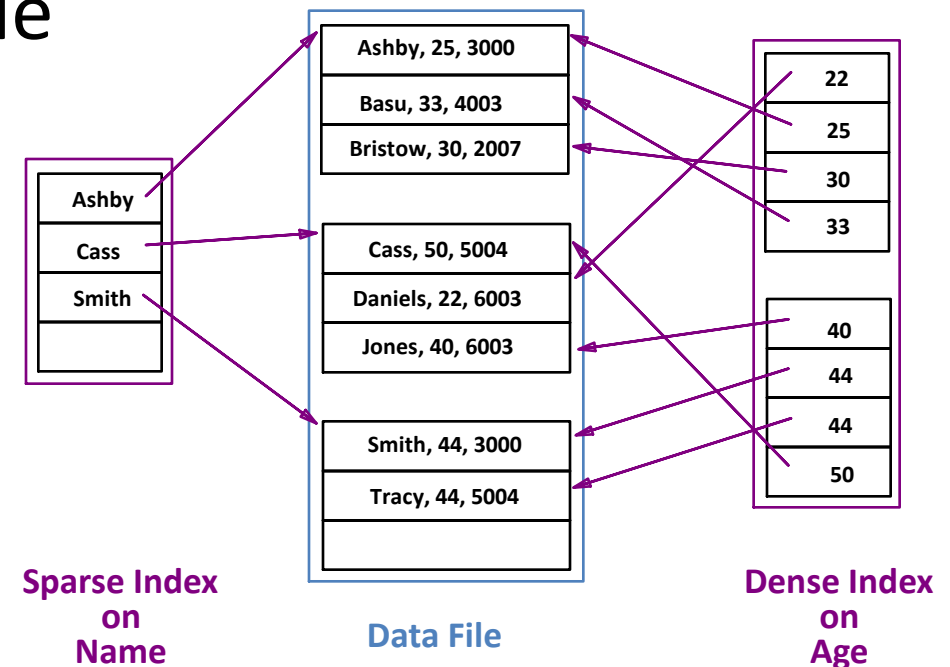 Ashby
Cass
Smith
Ashby, 25, 3000
Basu, 33, 4003
Bristow, 30, 2007
Cass, 50, 5004
Daniels, 22, 6003
Jones, 40, 6003
Smith, 44, 3000
Tracy, 44, 5004
22
25
30
33
40
44
44
50
Sparse Index
on
Name
Data File
Dense Index
on
Age